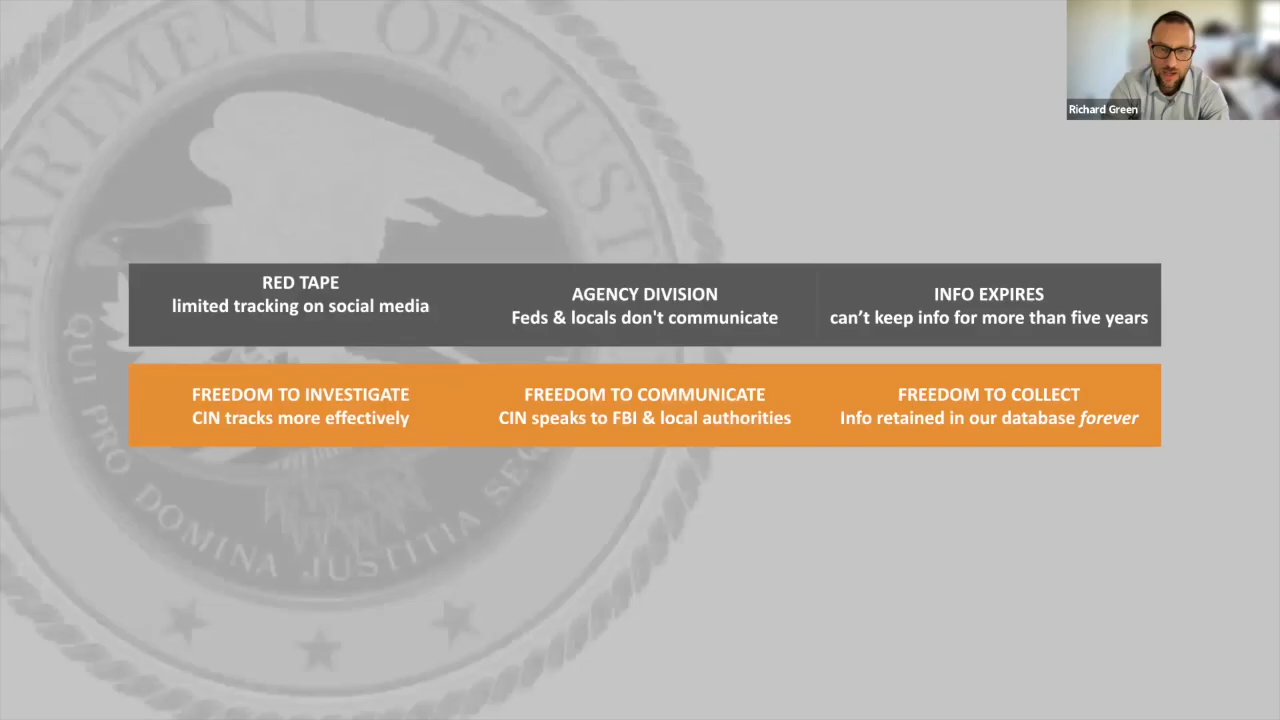 DEPARTMENT OF JUST
Richard Green
RED TAPE
limited tracking on social media
AGENCY DIVISION
Feds & locals don't communicate
INFO EXPIRES
can’t keep info for more than five years
FREEDOM TO INVESTIGATE
CIN tracks more effectively
FREEDOM TO COMMUNICATE
CIN speaks to FBI & local authorities
FREEDOM TO COLLECT
Info retained in our database forever
QUI PRO DOMINA JUSTITIA SEQ